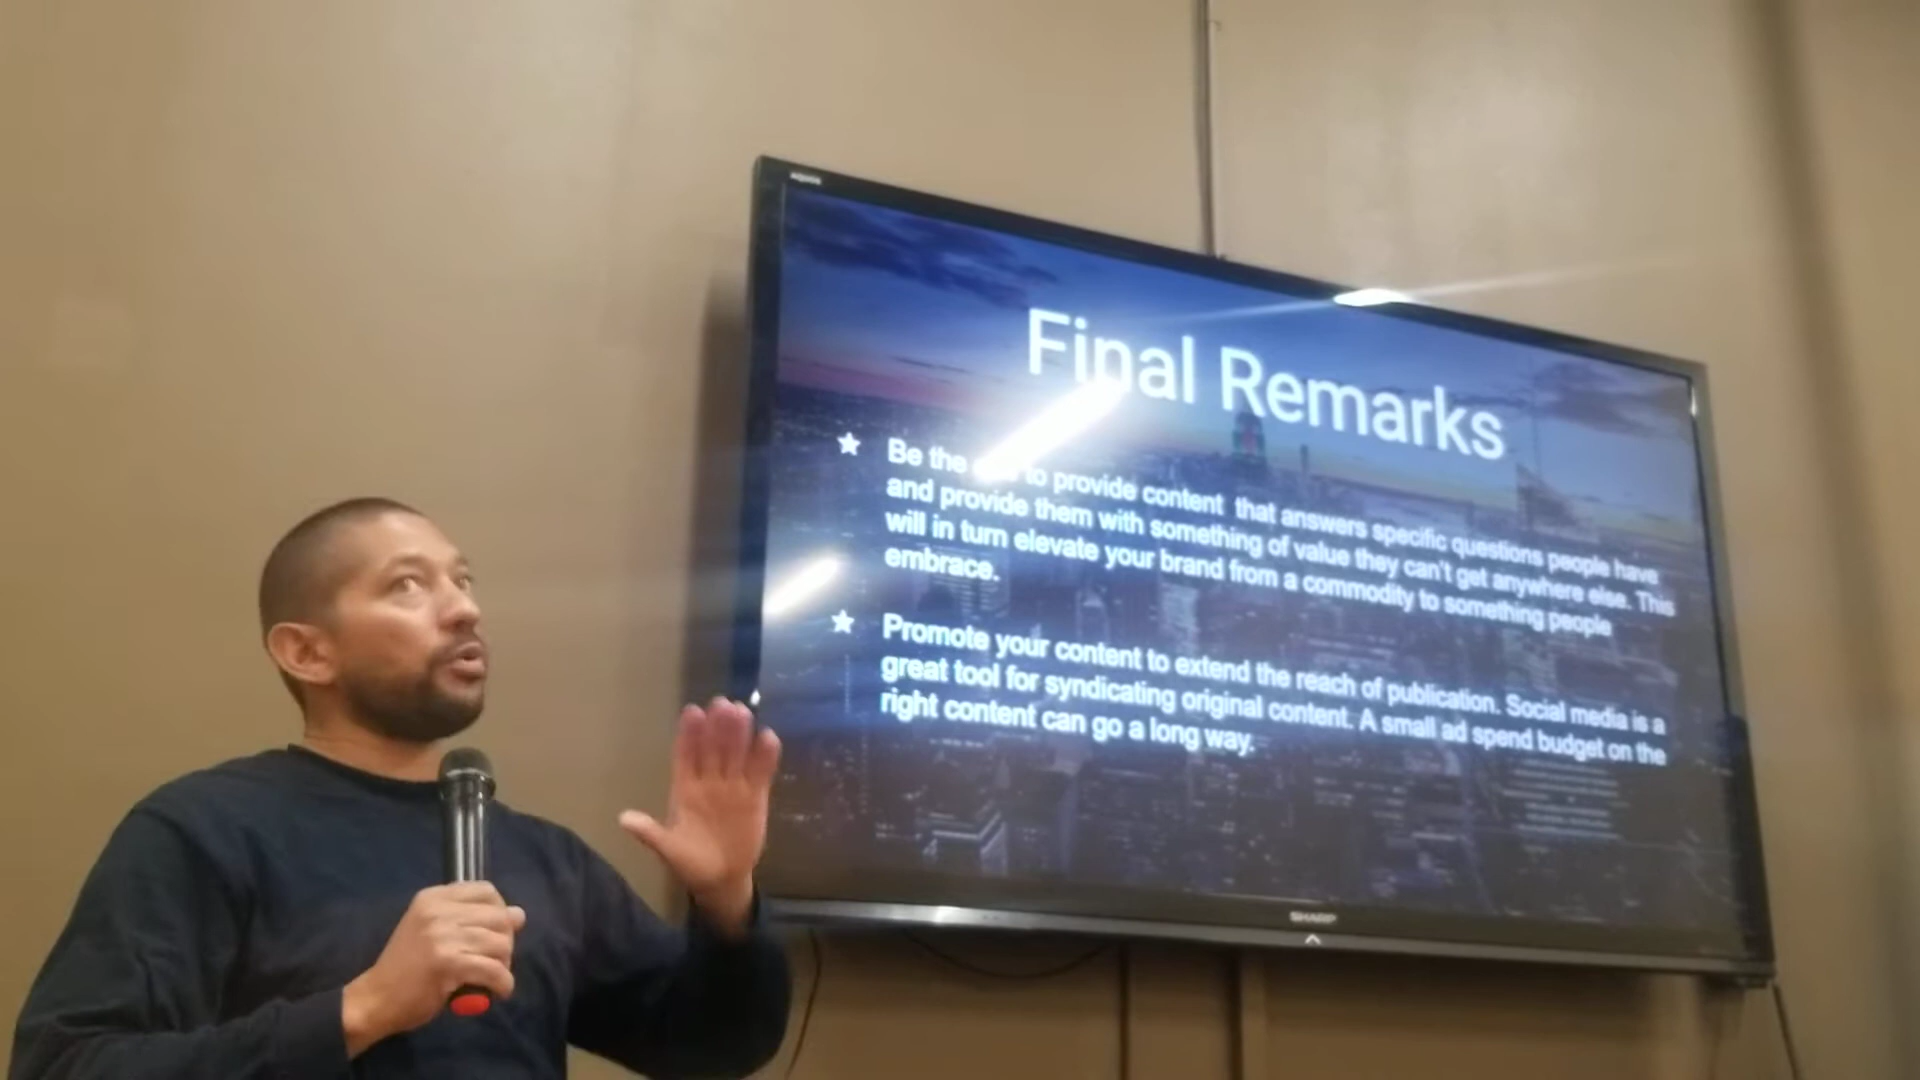 AQUOS
Final Remarks
Be the to provide content that answers specific questions people have
and provide them with something of value they can't get anywhere else. This
will in turn elevate your brand from a commodity to something people
embrace.
Promote your content to extend the reach of publication. Social media is a
great tool for syndicating original content. A small ad spend budget on the
right content can go a long way.
SHARP